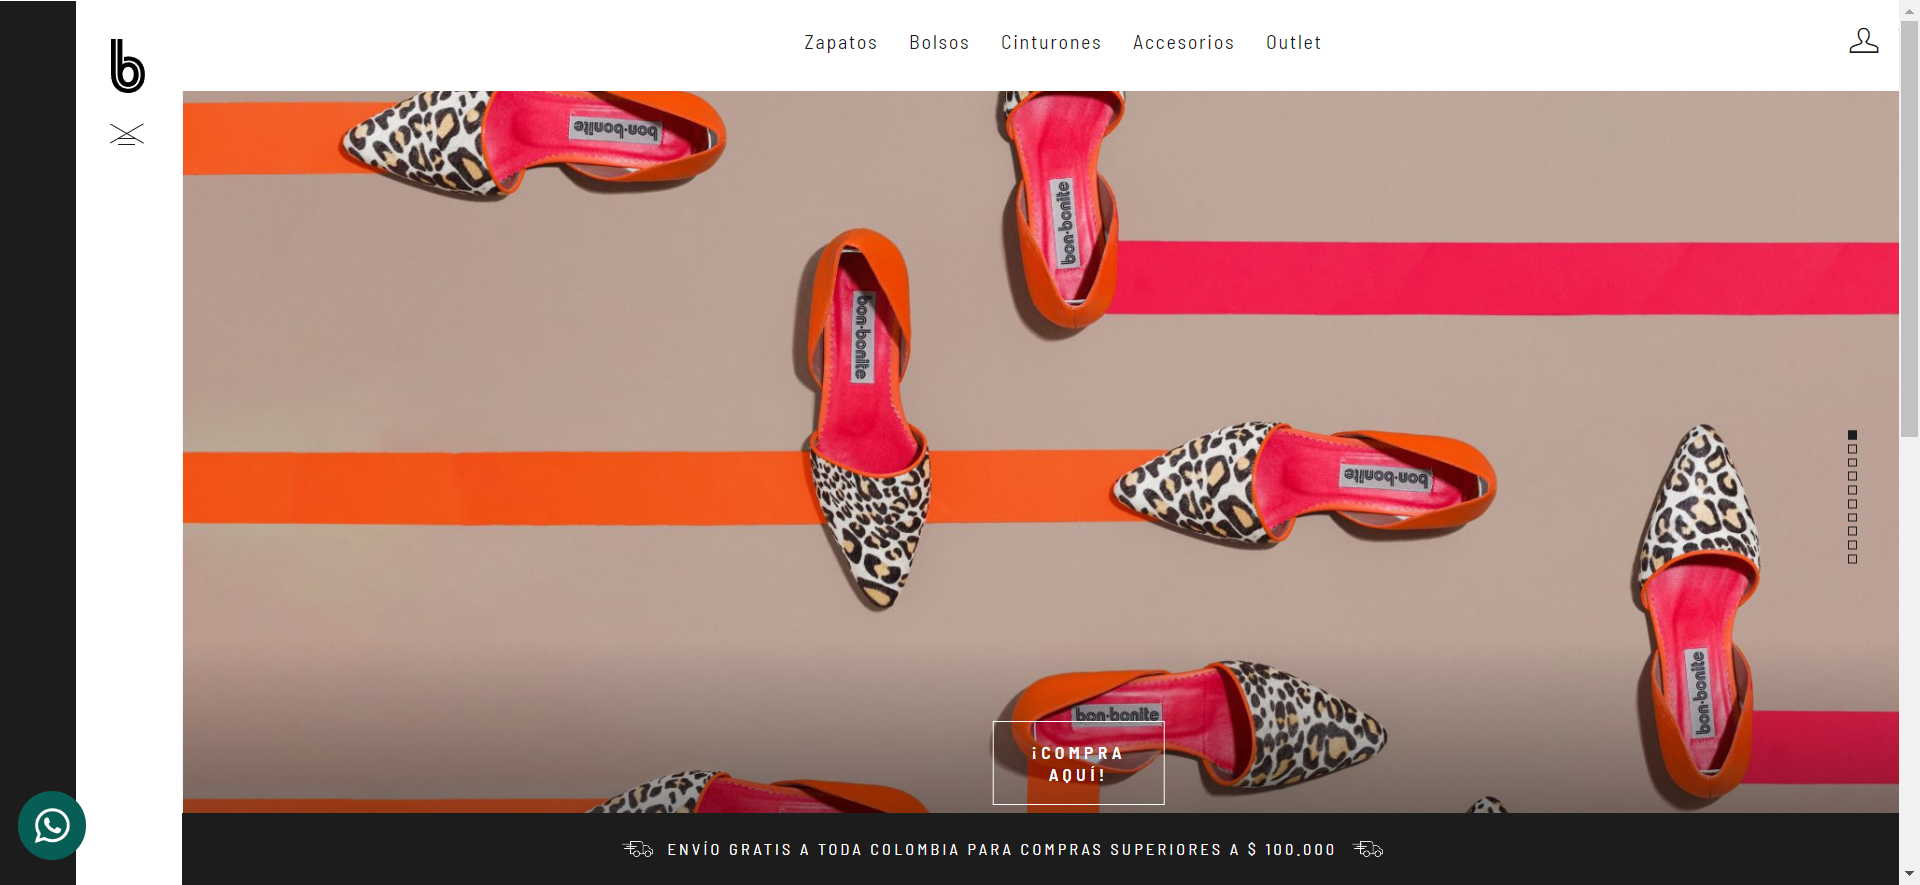 b
Zapatos Bolsos Cinturones Accesorios Outlet
bon·bonite
bon·bonite
bon·bonite
bon·bonite
bon·bonite
bon·bonite
¡COMPRA
AQUÍ!
ENVÍO GRATIS A TODA COLOMBIA PARA COMPRAS SUPERIORES A $ 100.000